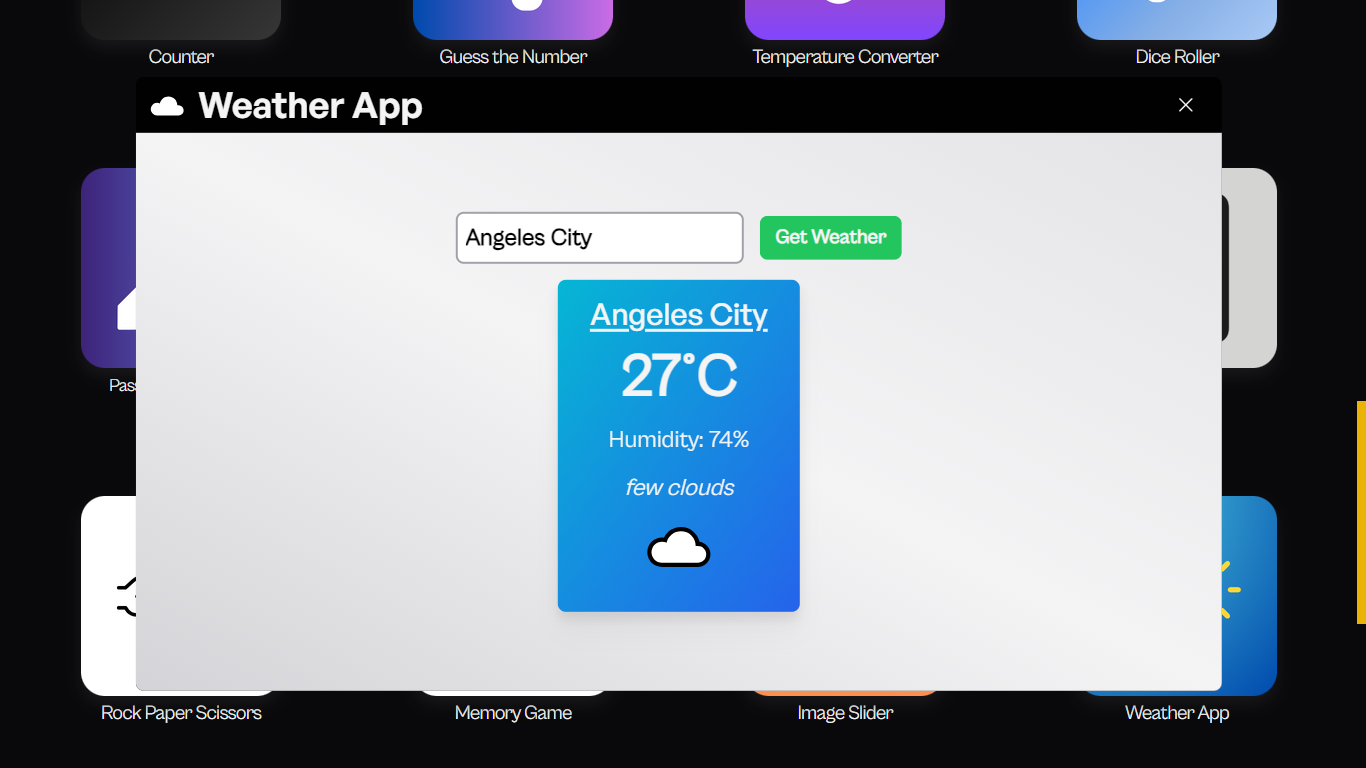 Counter
Guess the Number
Temperature Converter
Dice Roller
Weather App
Angeles City
Get Weather
Angeles City
27°C
Humidity: 74%
few clouds
Rock Paper Scissors
Memory Game
Image Slider
Weather App